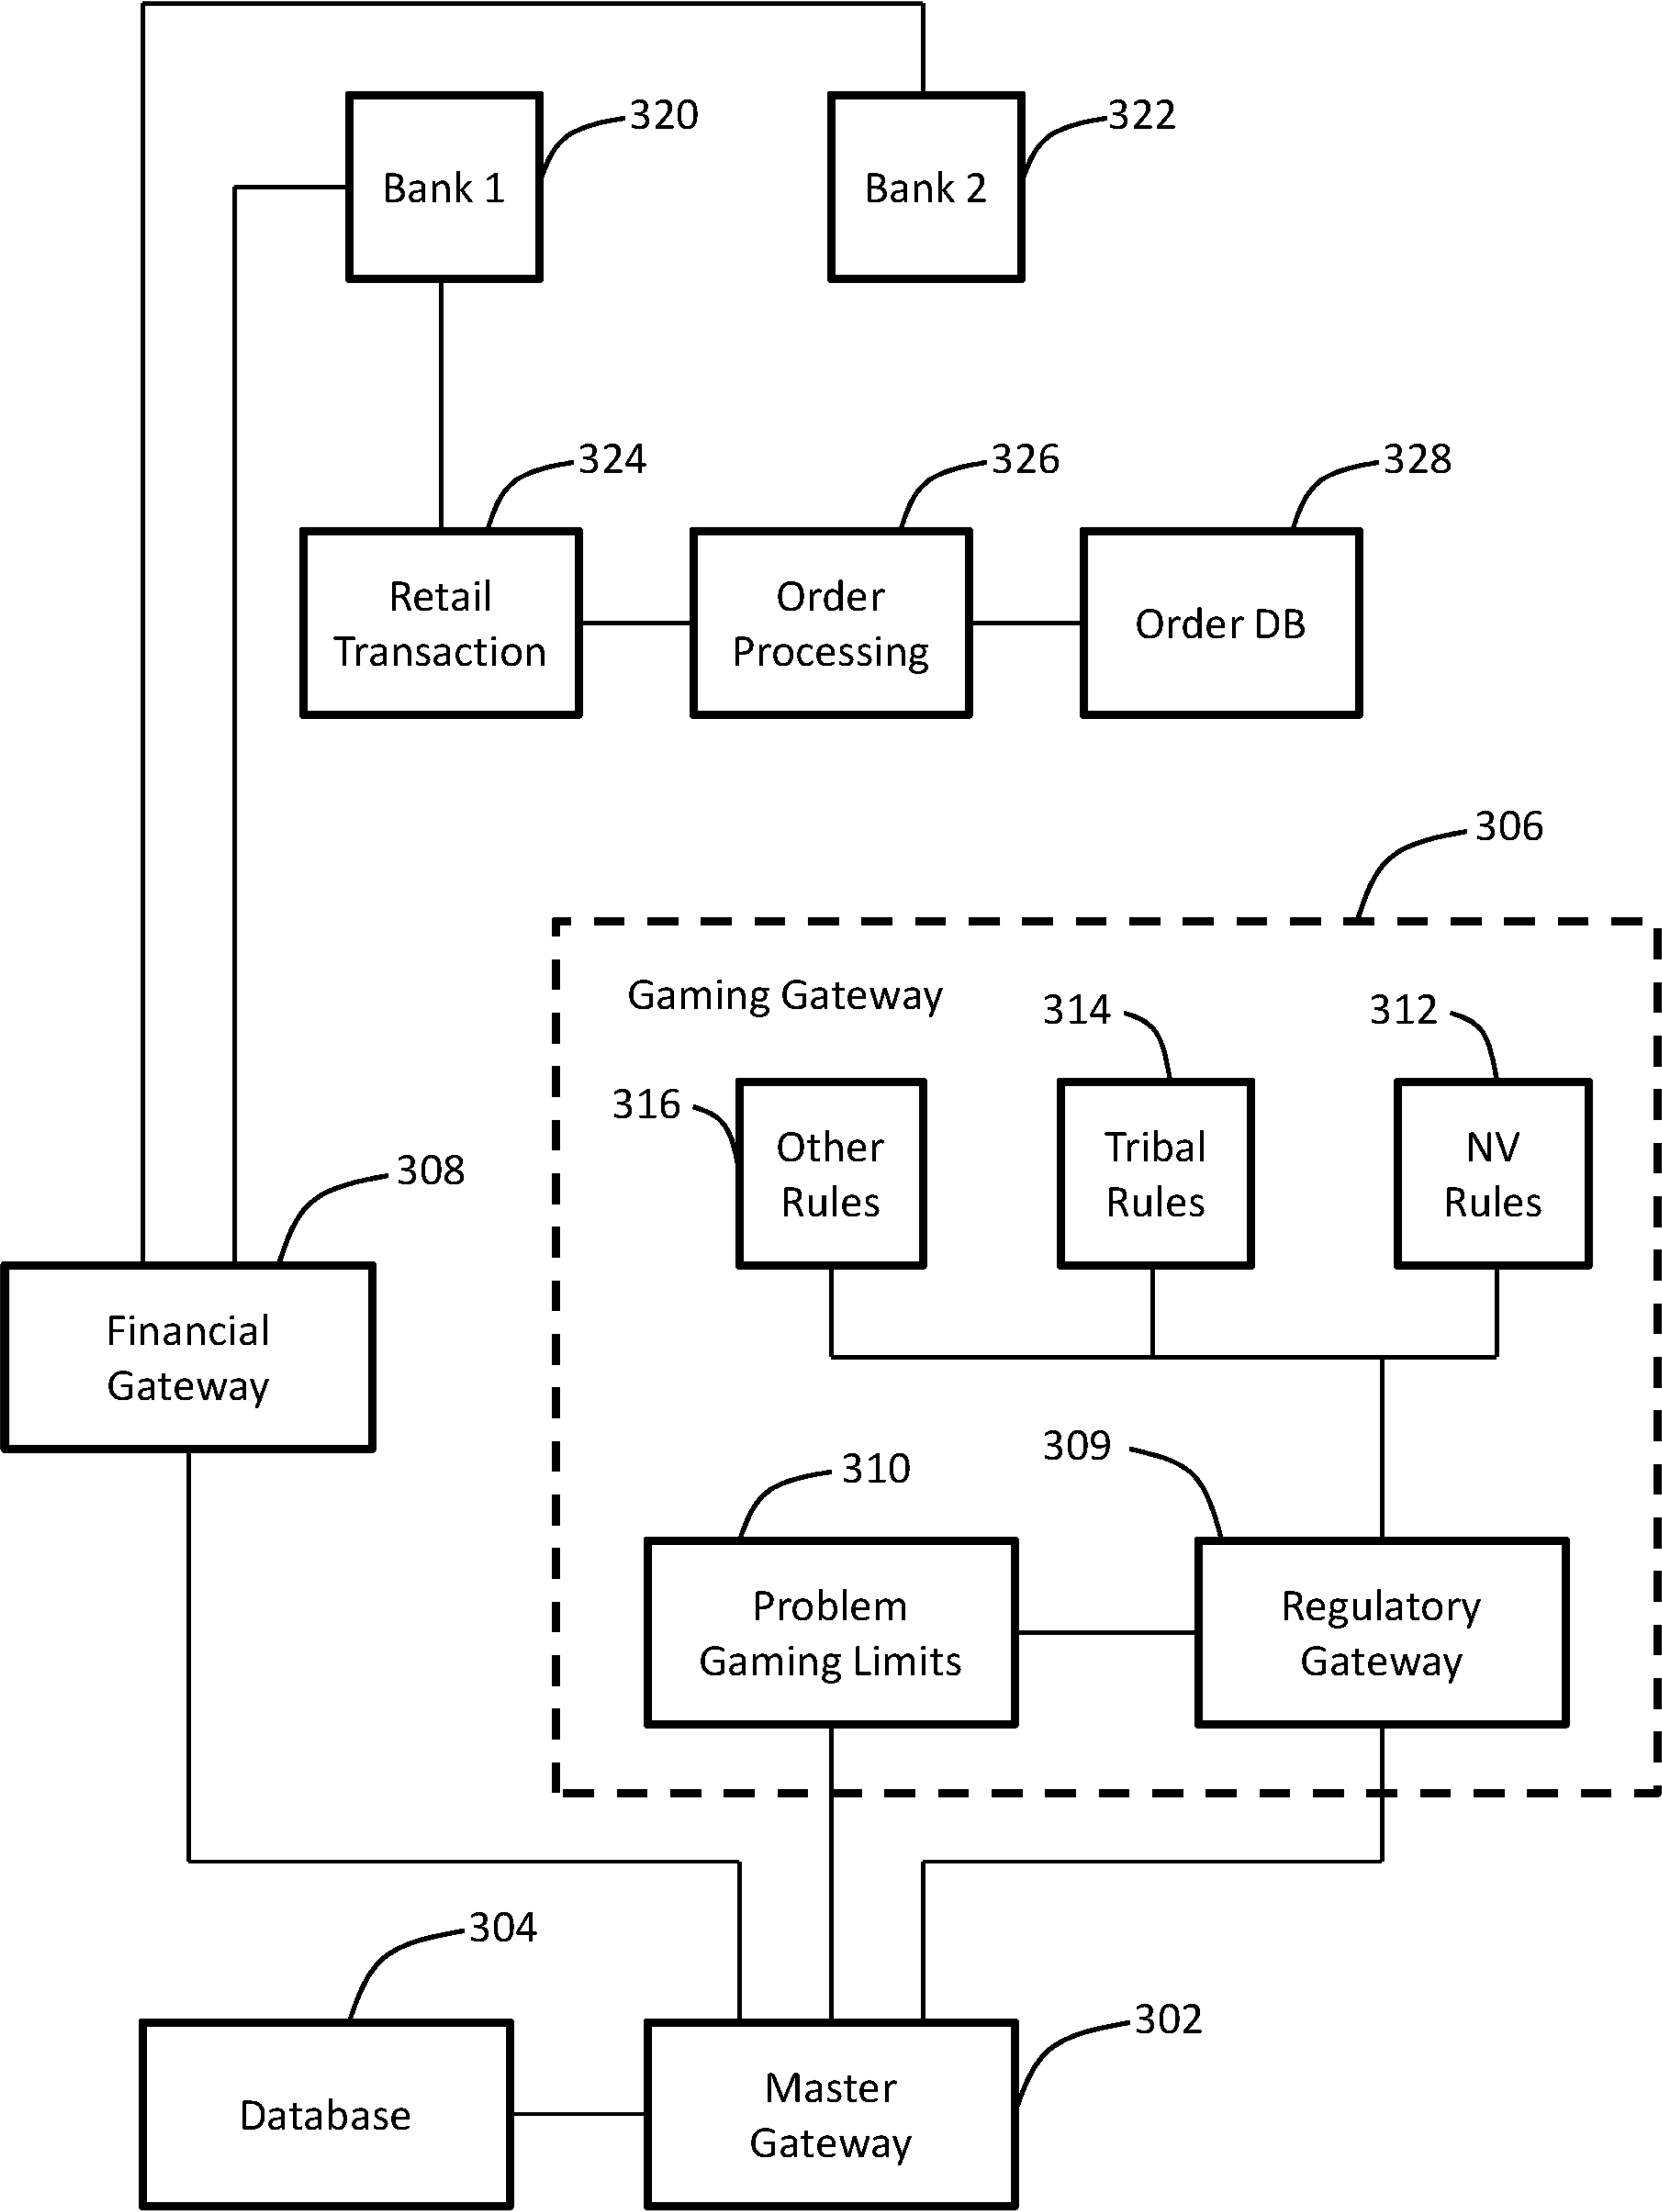 320
322
Bank 1
Bank 2
324
326
328
Retail
Transaction
Order
Processing
Order DB
306
Gaming Gateway
314
312
316
Other
Rules
Tribal
Rules
NV
Rules
308
Financial
Gateway
310
309
Problem
Gaming Limits
Regulatory
Gateway
304
302
Database
Master
Gateway